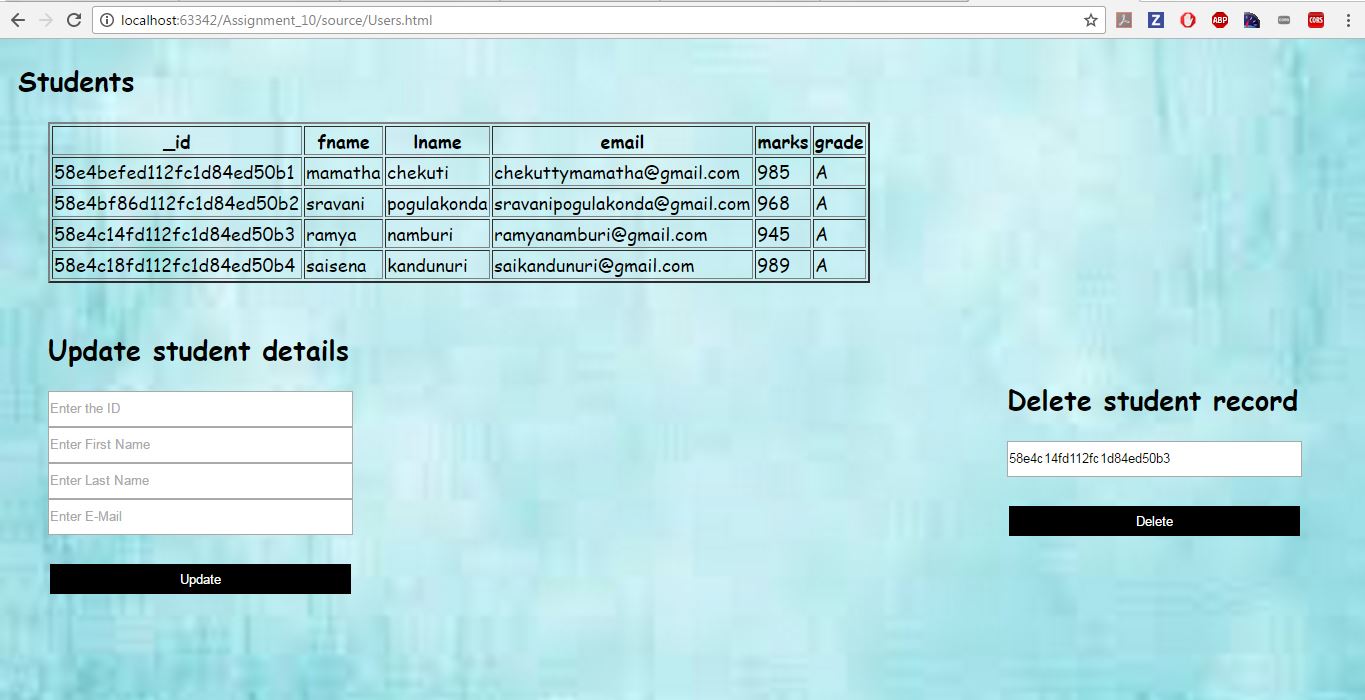 localhost:63342/Assignment_10/source/Users.html
ABP
CORS
Students
_id fname lname email marks grade
58e4befed112fc1d84ed50b1 mamatha chekuti chekuttymamatha@gmail.com 985 A
58e4bf86d112fc1d84ed50b2 sravani pogulakonda sravanipogulakonda@gmail.com 968 A
58e4c14fd112fc1d84ed50b3 ramya namburi ramyanamburi@gmail.com 945 A
58e4c18fd112fc1d84ed50b4 saisena kandunuri saikandunuri@gmail.com 989 A
Update student details
Enter the ID
Enter First Name
Enter Last Name
Enter E-Mail
Update
Delete student record
58e4c14fd112fc1d84ed50b3
Delete